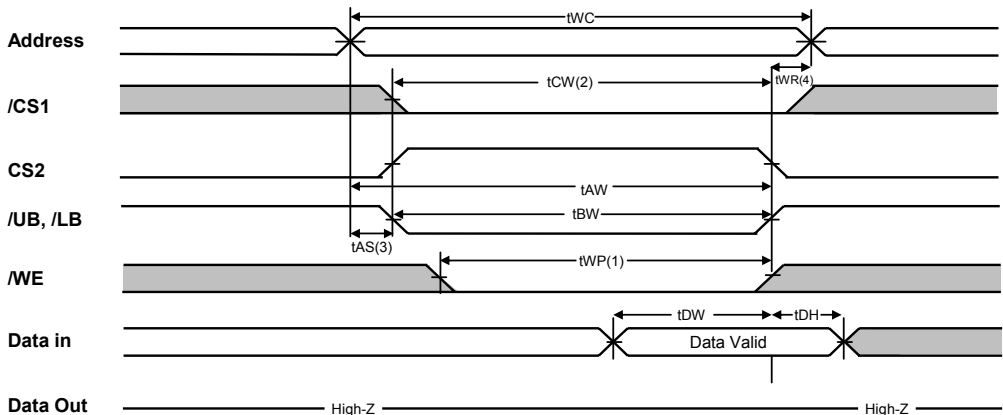 tWC
Address
tCW(2)
tWR(4)
/CS1
CS2
tAW
/UB, /LB
tBW
tAS(3)
/WE
tWP(1)
tDW
tDH
Data in
Data Valid
Data Out
High-Z
High-Z